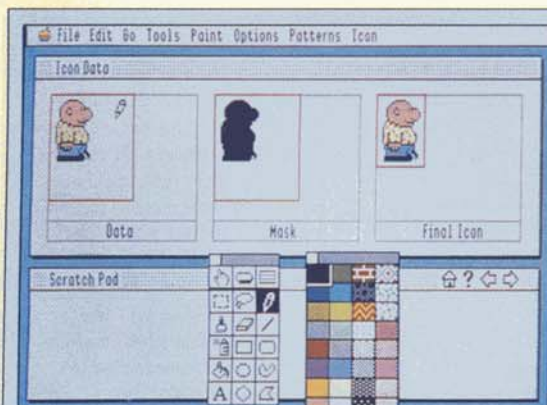 File Edit Go Tools Paint Options Patterns Icon
Icon Data
Data Mask Final Icon
Scratch Pad ?
A